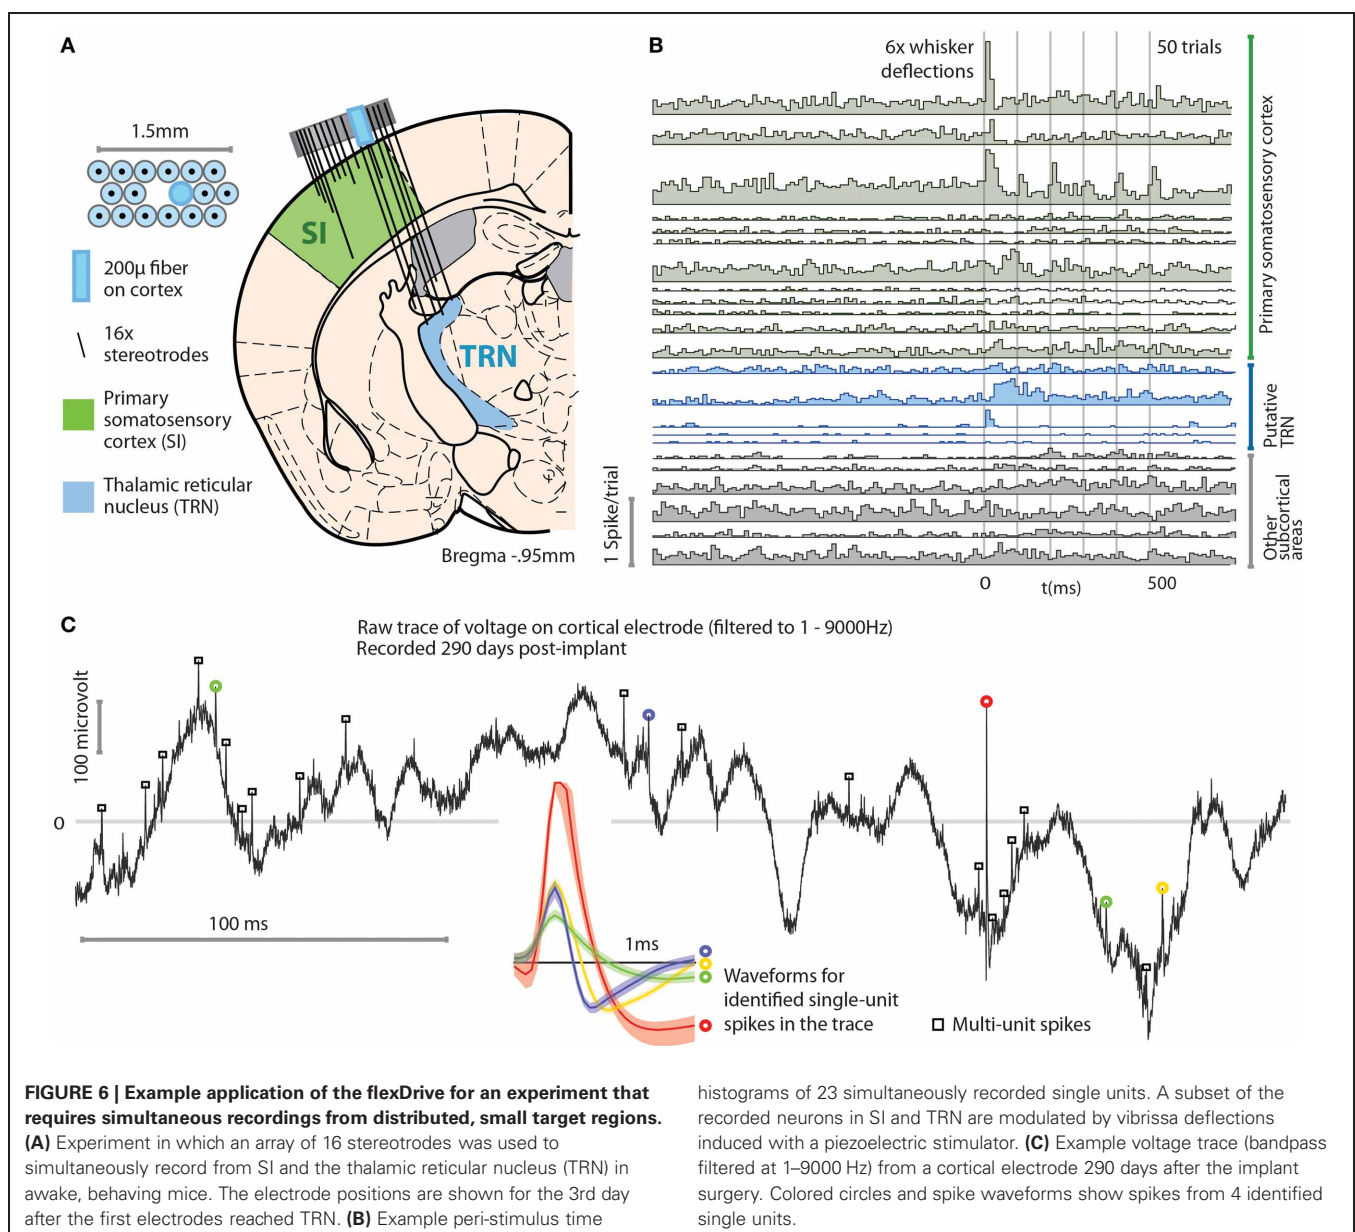 A
1.5mm
200µ fiber
on cortex
16x
stereotrodes
Primary
somatosensory
cortex (SI)
Thalamic reticular
nucleus (TRN)
SI
TRN
Bregma -.95mm
B
6x whisker
deflections
50 trials
Primary somatosensory cortex
Putative
TRN
Other
subcortical
areas
1 Spike/trial
0
t(ms)
500
C
Raw trace of voltage on cortical electrode (filtered to 1 - 9000Hz)
Recorded 290 days post-implant
100 microvolt
0
100 ms
1ms
Waveforms for
identified single-unit
spikes in the trace
Multi-unit spikes
FIGURE 6 | Example application of the flexDrive for an experiment that
requires simultaneous recordings from distributed, small target regions.
(A) Experiment in which an array of 16 stereotrodes was used to
simultaneously record from SI and the thalamic reticular nucleus (TRN) in
awake, behaving mice. The electrode positions are shown for the 3rd day
after the first electrodes reached TRN. (B) Example peri-stimulus time
histograms of 23 simultaneously recorded single units. A subset of the
recorded neurons in SI and TRN are modulated by vibrissa deflections
induced with a piezoelectric stimulator. (C) Example voltage trace (bandpass
filtered at 1–9000 Hz) from a cortical electrode 290 days after the implant
surgery. Colored circles and spike waveforms show spikes from 4 identified
single units.